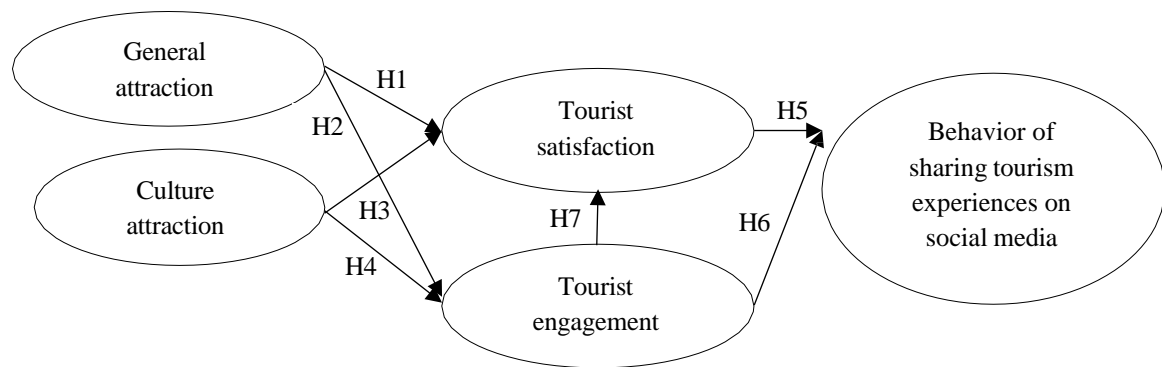 General
attraction
H1
H2
Tourist
satisfaction
H5
Behavior of
sharing tourism
experiences on
social media
Culture
attraction
H3
H4
H7
H6
Tourist
engagement